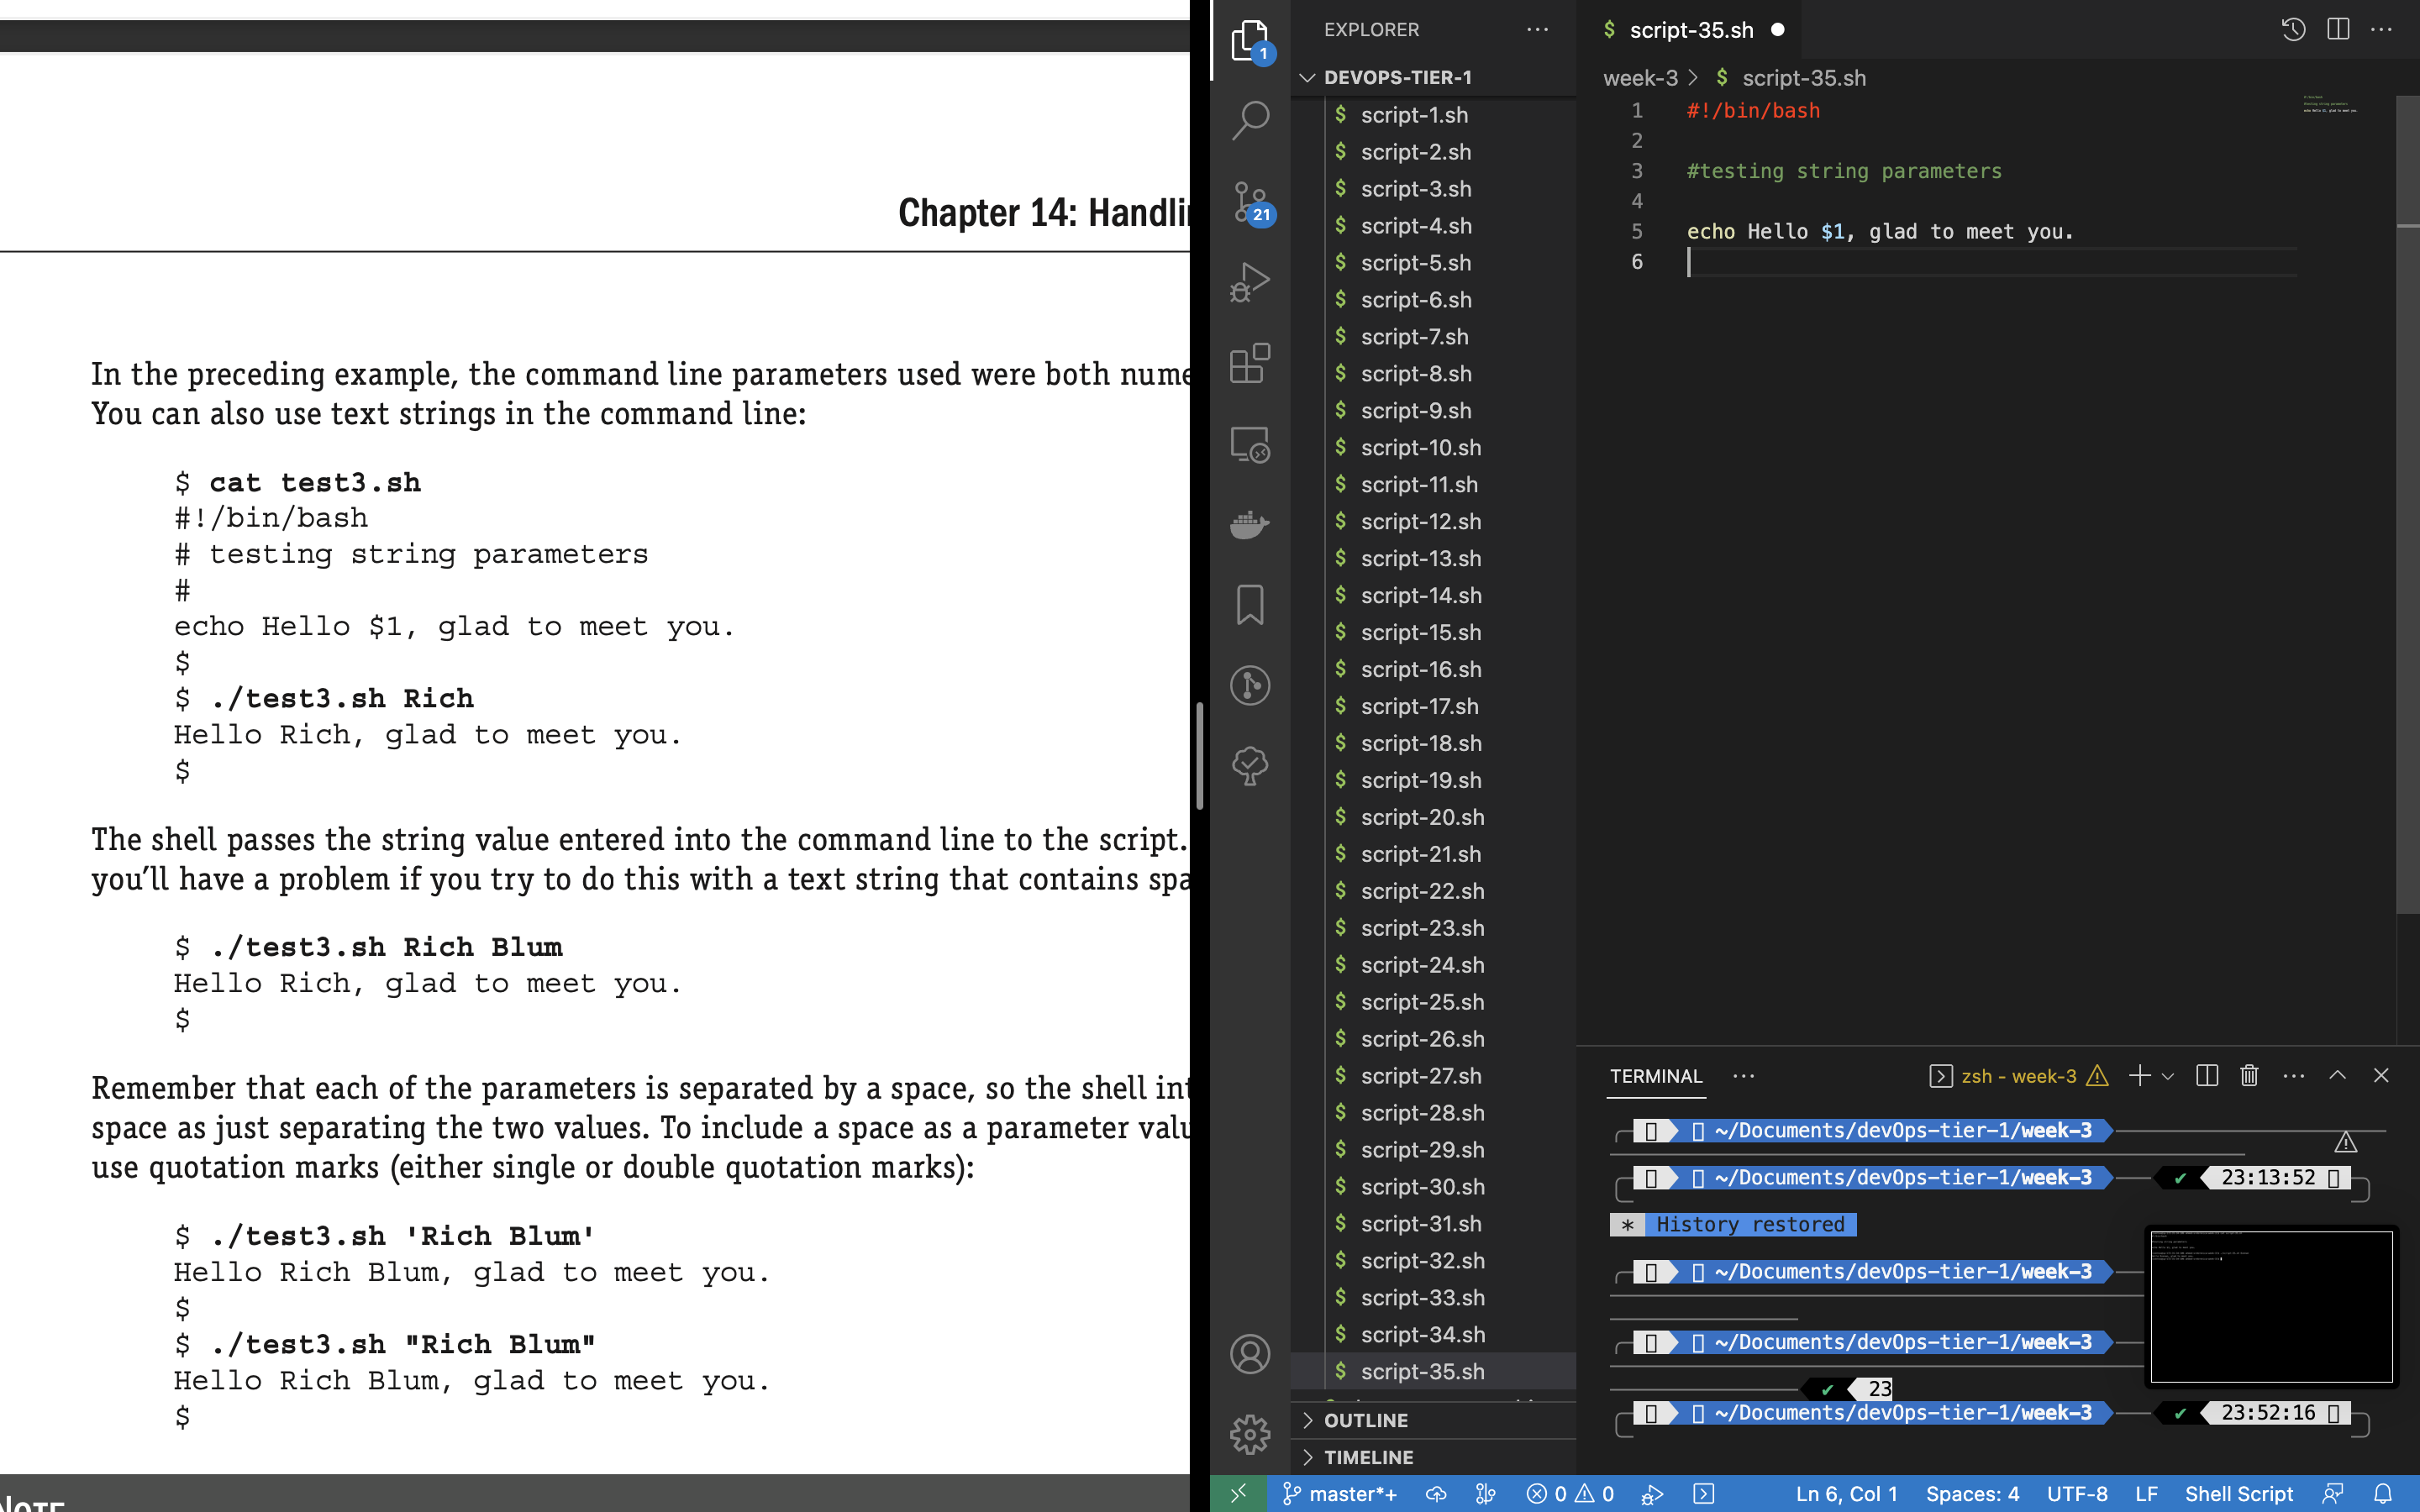 Chapter 14: Handli
In the preceding example, the command line parameters used were both nume
You can also use text strings in the command line:
$ cat test3.sh
#!/bin/bash
# testing string parameters
#
echo Hello $1, glad to meet you.
$
$ ./test3.sh Rich
Hello Rich, glad to meet you.
$
The shell passes the string value entered into the command line to the script.
you'll have a problem if you try to do this with a text string that contains spa
$ ./test3.sh Rich Blum
Hello Rich, glad to meet you.
$
Remember that each of the parameters is separated by a space, so the shell int
space as just separating the two values. To include a space as a parameter valu
use quotation marks (either single or double quotation marks):
$ ./test3.sh 'Rich Blum'
Hello Rich Blum, glad to meet you.
$
$ ./test3.sh "Rich Blum"
Hello Rich Blum, glad to meet you.
$
NOTE
1
21
EXPLORER
DEVOPS-TIER-1
$ script-1.sh
$ script-2.sh
$ script-3.sh
$ script-4.sh
$ script-5.sh
$ script-6.sh
$ script-7.sh
$ script-8.sh
$ script-9.sh
$ script-10.sh
$ script-11.sh
$ script-12.sh
$ script-13.sh
$ script-14.sh
$ script-15.sh
$ script-16.sh
$ script-17.sh
$ script-18.sh
$ script-19.sh
$ script-20.sh
$ script-21.sh
$ script-22.sh
$ script-23.sh
$ script-24.sh
$ script-25.sh
$ script-26.sh
$ script-27.sh
$ script-28.sh
$ script-29.sh
$ script-30.sh
$ script-31.sh
$ script-32.sh
$ script-33.sh
$ script-34.sh
$ script-35.sh
OUTLINE
TIMELINE
$ script-35.sh
week-3 > $ script-35.sh
1 #!/bin/bash
2
3 #testing string parameters
4
5 echo Hello $1, glad to meet you.
6
TERMINAL
zsh - week-3
~/Documents/devOps-tier-1/week-3
~/Documents/devOps-tier-1/week-3 ✔ 23:13:52
* History restored
~/Documents/devOps-tier-1/week-3
~/Documents/devOps-tier-1/week-3
✔ 23
~/Documents/devOps-tier-1/week-3 ✔ 23:52:16
master*+ 0 0 Ln 6, Col 1 Spaces: 4 UTF-8 LF Shell Script